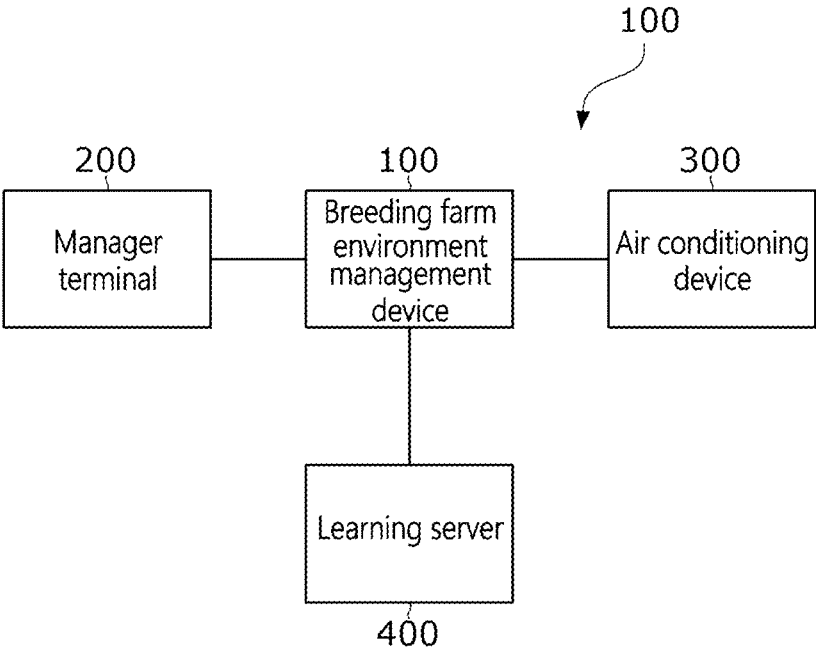 100
200
100
300
Manager
terminal
Breeding farm
environment
management
device
Air conditioning
device
Learning server
400